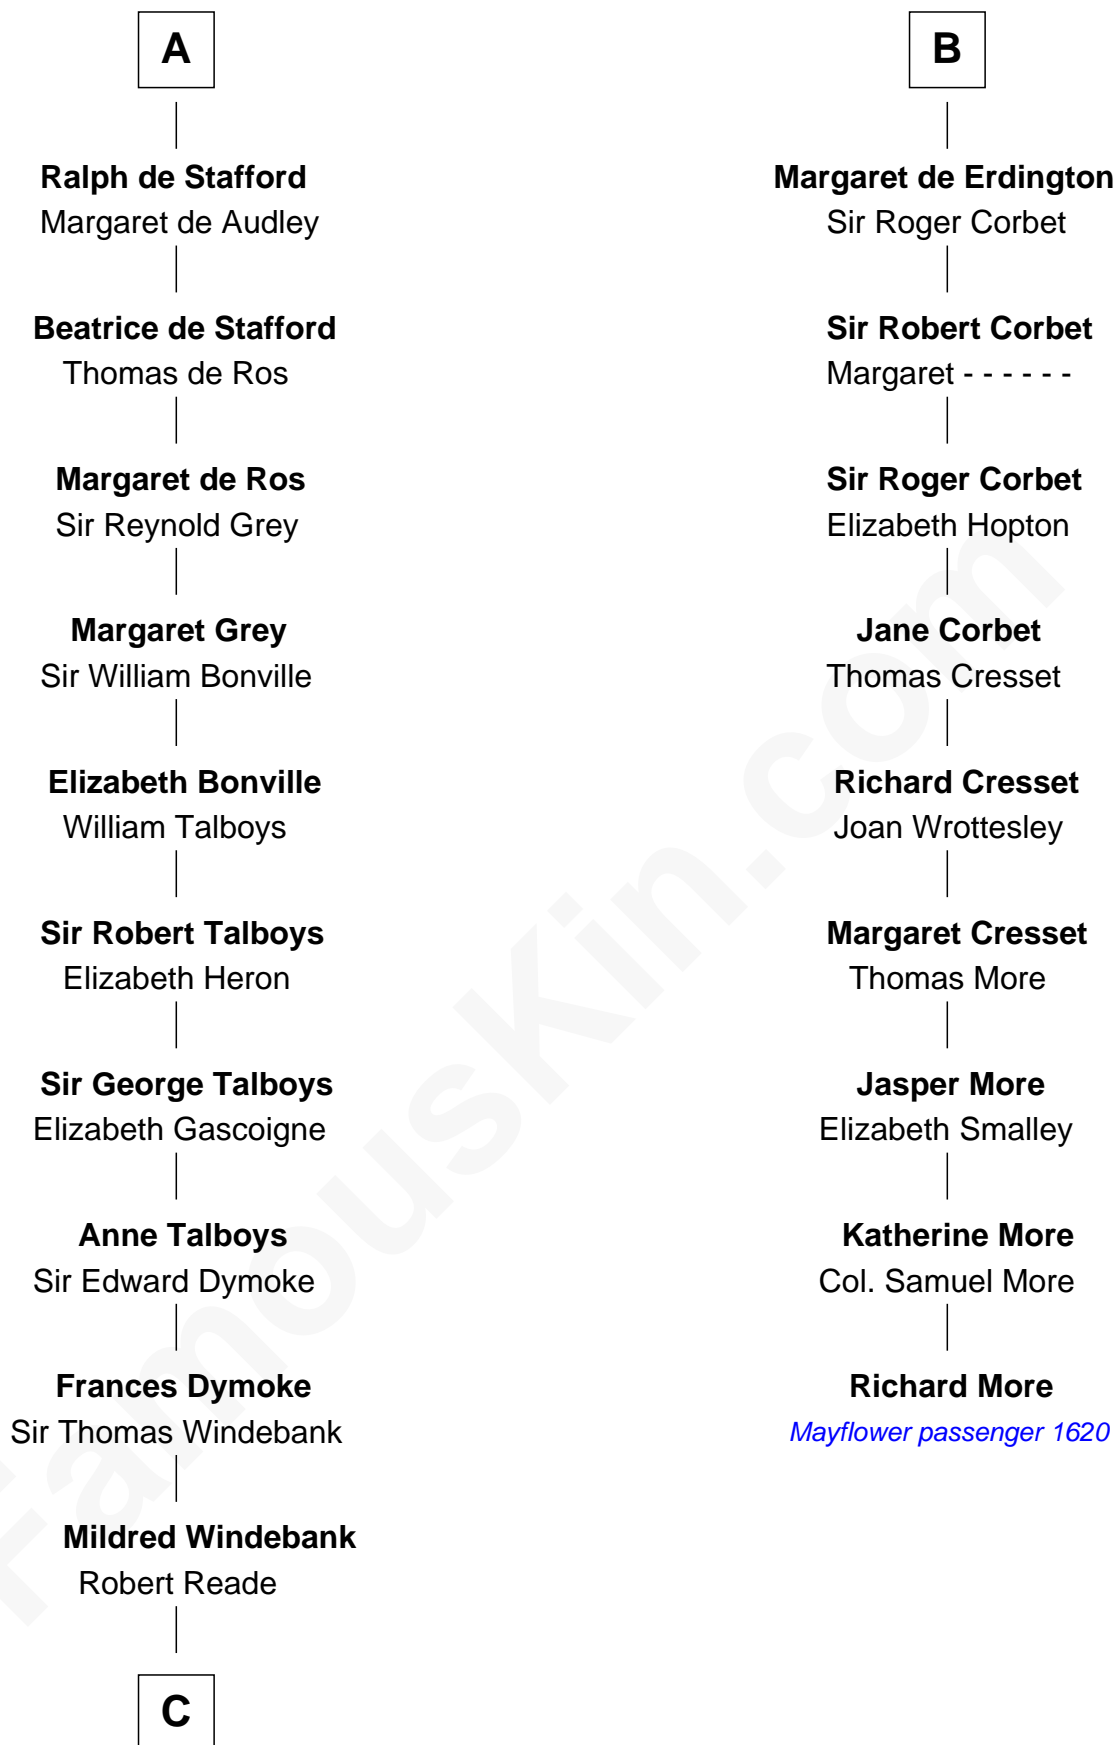 A
Ralph de Stafford
Margaret de Audley
Beatrice de Stafford
Thomas de Ros
Margaret de Ros
Sir Reynold Grey
Margaret Grey
Sir William Bonville
Elizabeth Bonville
William Talboys
Sir Robert Talboys
Elizabeth Heron
Sir George Talboys
Elizabeth Gascoigne
Anne Talboys
Sir Edward Dymoke
Frances Dymoke
Sir Thomas Windebank
Mildred Windebank
Robert Reade
C
B
Margaret de Erdington
Sir Roger Corbet
Sir Robert Corbet
Margaret - - - - - -
Sir Roger Corbet
Elizabeth Hopton
Jane Corbet
Thomas Cresset
Richard Cresset
Joan Wrottesley
Margaret Cresset
Thomas More
Jasper More
Elizabeth Smalley
Katherine More
Col. Samuel More
Richard More
Mayflower passenger 1620
FamousKin.com